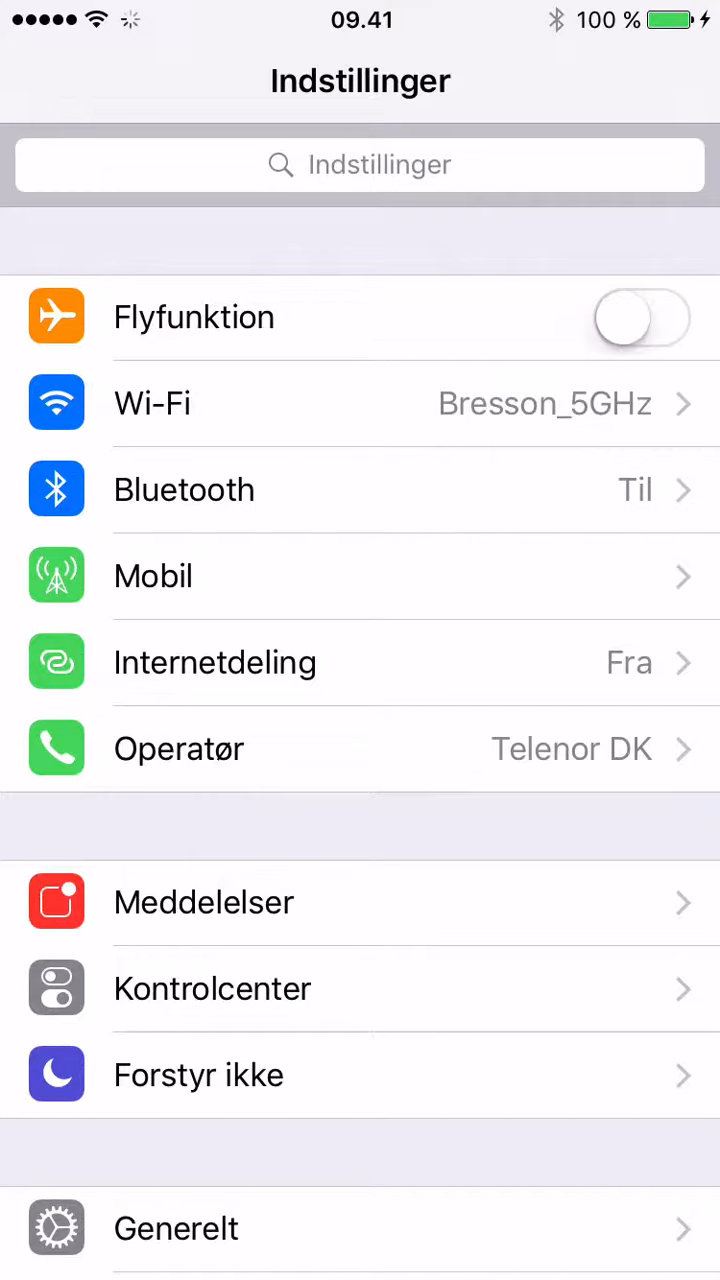 09.41 100 %
Indstillinger
Indstillinger
Flyfunktion
Wi-Fi Bresson_5GHz
Bluetooth Til
Mobil
Internetdeling Fra
Operatør Telenor DK
Meddelelser
Kontrolcenter
Forstyr ikke
Generelt